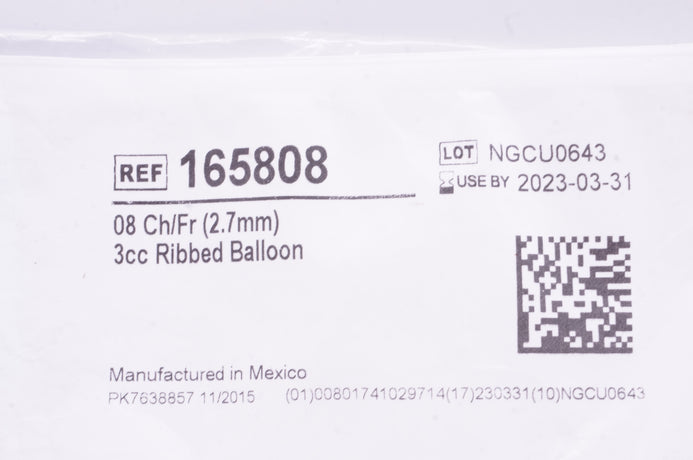 REF 165808
LOT NGCU0643
USE BY 2023-03-31
08 Ch/Fr (2.7mm)
3cc Ribbed Balloon
Manufactured in Mexico
PK7638857 11/2015 (01)00801741029714(17)230331(10)NGCU0643